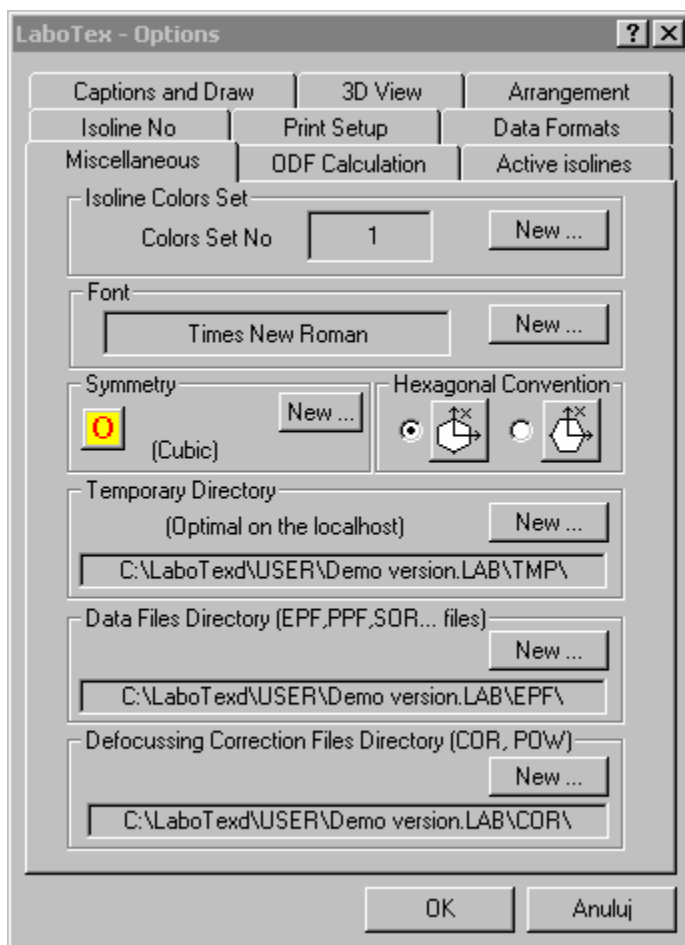 LaboTex - Options
Captions and Draw 3D View Arrangement
Isoline No Print Setup Data Formats
Miscellaneous ODF Calculation Active isolines
Isoline Colors Set
Colors Set No 1 New ...
Font
Times New Roman New ...
Symmetry
O (Cubic) New ...
Hexagonal Convention
X X
Temporary Directory
(Optimal on the localhost) New ...
C:\LaboTexd\USER\Demo version.LAB\TMP\
Data Files Directory (EPF,PPF,SOR... files)
New ...
C:\LaboTexd\USER\Demo version.LAB\EPF\
Defocussing Correction Files Directory (COR, POW)
New ...
C:\LaboTexd\USER\Demo version.LAB\COR\
OK Anuluj